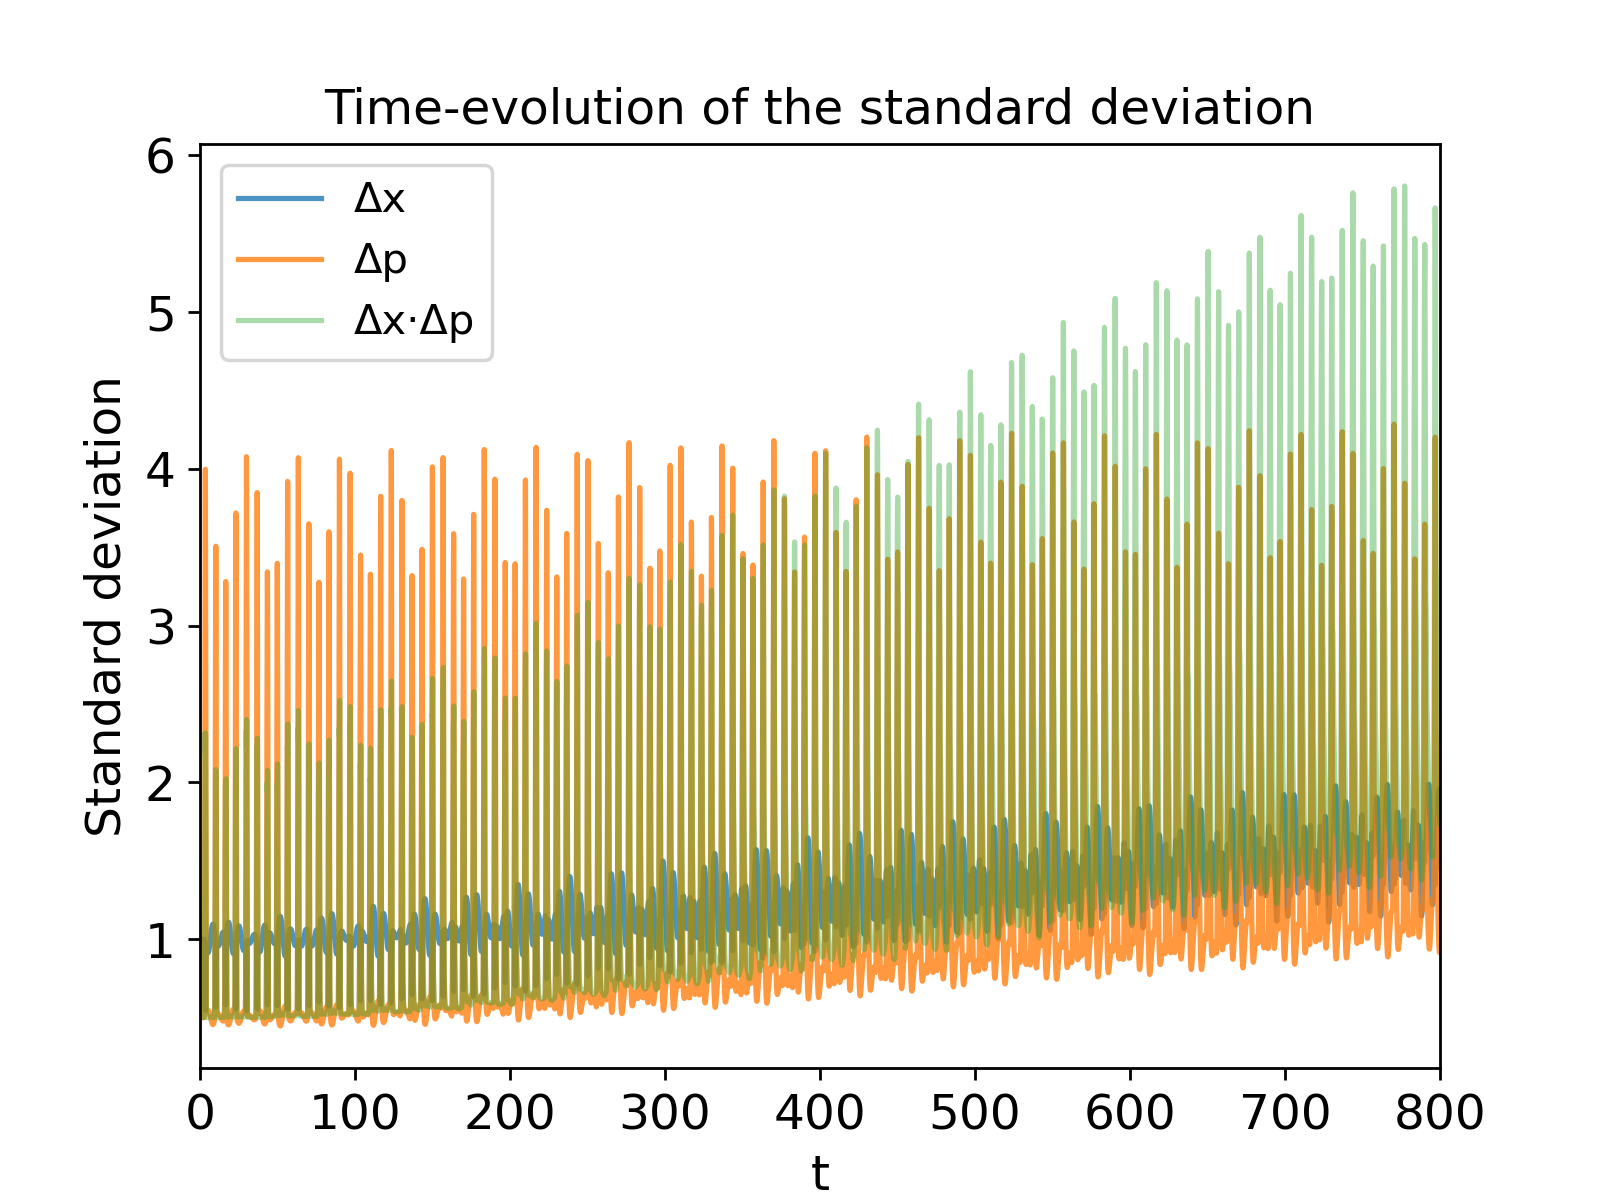 Time-evolution of the standard deviation
6
5
4
3
2
1
Standard deviation
Δx
Δp
Δx·Δp
0 100 200 300 400 500 600 700 800
t